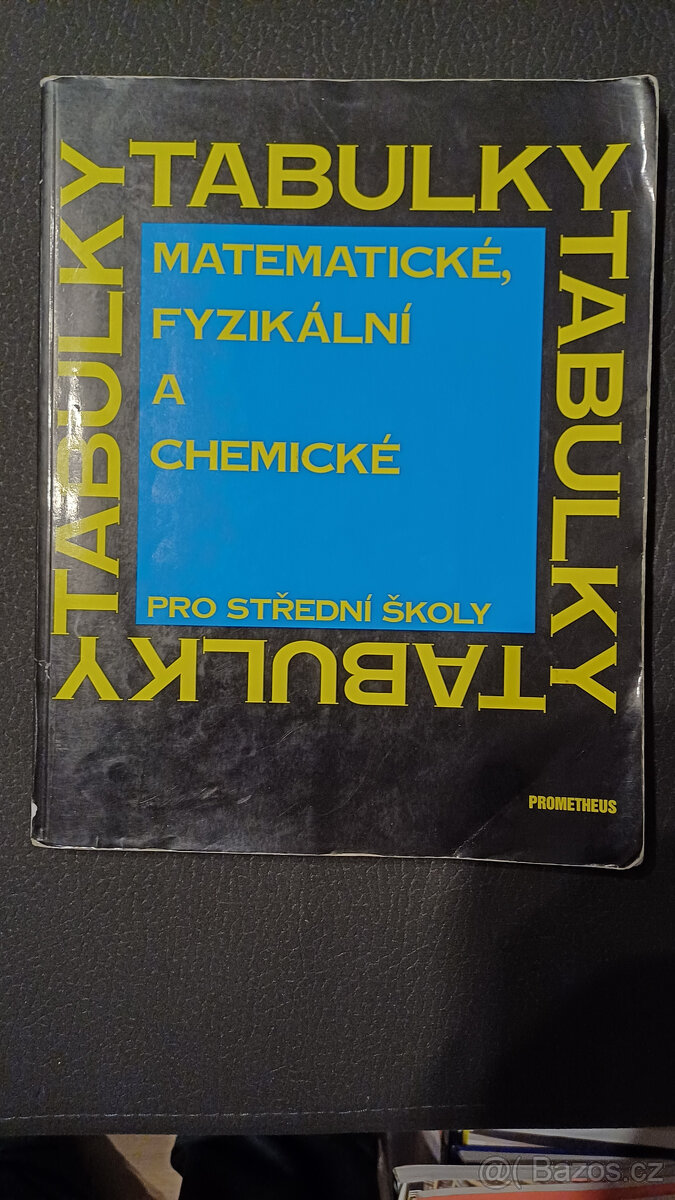 TABULKY
TABULKY
TABULKY
TABULKY
MATEMATICKÉ,
FYZIKÁLNÍ
A
CHEMICKÉ
PRO STŘEDNÍ ŠKOLY
PROMETHEUS
@( Bazos.cz